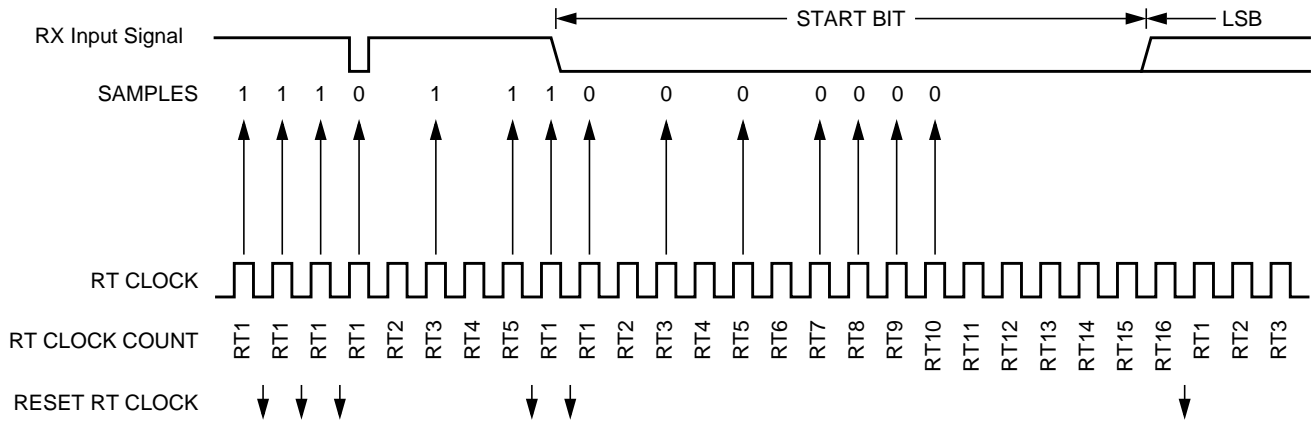 START BIT LSB
RX Input Signal
SAMPLES 1 1 1 0 1 1 1 0 0 0 0 0 0 0
RT CLOCK
RT CLOCK COUNT RT1 RT1 RT1 RT1 RT2 RT3 RT4 RT5 RT1 RT1 RT2 RT3 RT4 RT5 RT6 RT7 RT8 RT9 RT10 RT11 RT12 RT13 RT14 RT15 RT16 RT1 RT2 RT3
RESET RT CLOCK